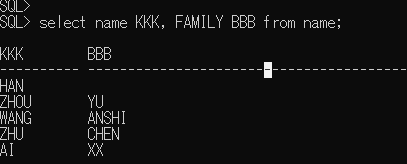 SQL>
SQL> select name KKK, FAMILY BBB from name;
KKK BBB
---------- ----------------------------------------
HAN
ZHOU YU
WANG ANSHI
ZHU CHEN
AI XX